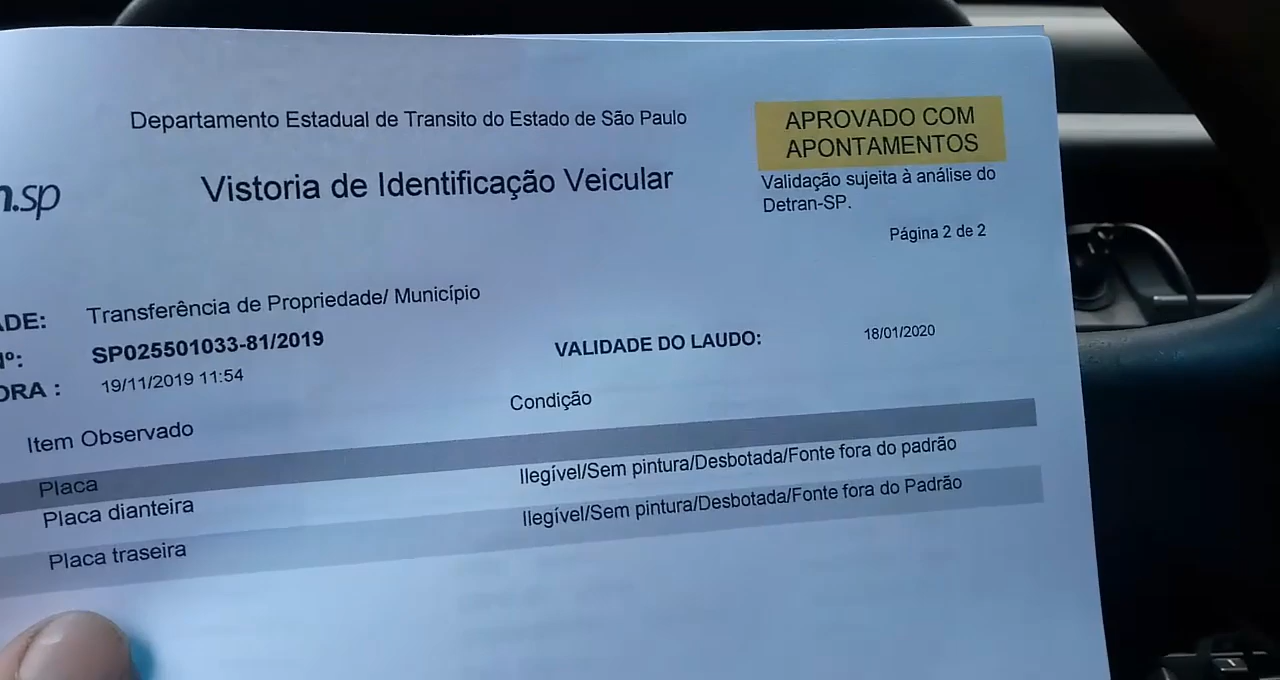 Departamento Estadual de Transito do Estado de São Paulo
APROVADO COM
APONTAMENTOS
n.sp
Vistoria de Identificação Veicular
Validação sujeita à análise do
Detran-SP.
Página 2 de 2
ADE: Transferência de Propriedade/ Município
Nº: SP025501033-81/2019
VALIDADE DO LAUDO: 18/01/2020
ORA : 19/11/2019 11:54
Item Observado Condição
Placa
Placa dianteira Ilegível/Sem pintura/Desbotada/Fonte fora do padrão
Placa traseira Ilegível/Sem pintura/Desbotada/Fonte fora do Padrão